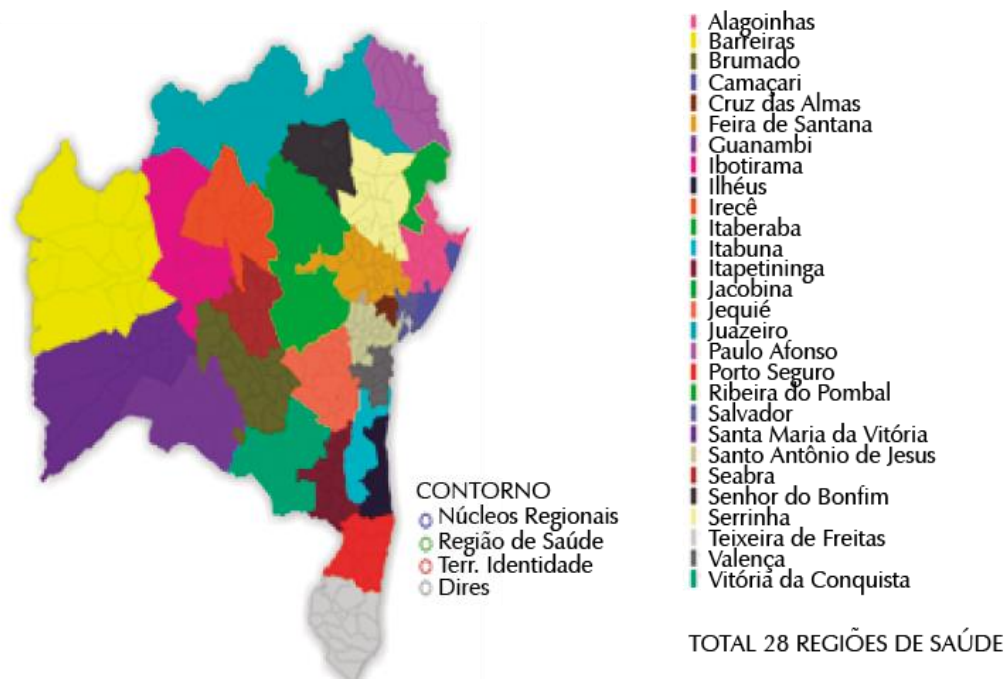 Alagoinhas
Barreiras
Brumado
Camaçari
Cruz das Almas
Feira de Santana
Guanambi
Ibotirama
Ilhéus
Irecê
Itaberaba
Itabuna
Itapetininga
Jacobina
Jequié
Juazeiro
Paulo Afonso
Porto Seguro
Ribeira do Pombal
Salvador
Santa Maria da Vitória
Santo Antônio de Jesus
Seabra
Senhor do Bonfim
Serrinha
Teixeira de Freitas
Valença
Vitória da Conquista
CONTORNO
Núcleos Regionais
Região de Saúde
Terr. Identidade
Dires
TOTAL 28 REGIÕES DE SAÚDE